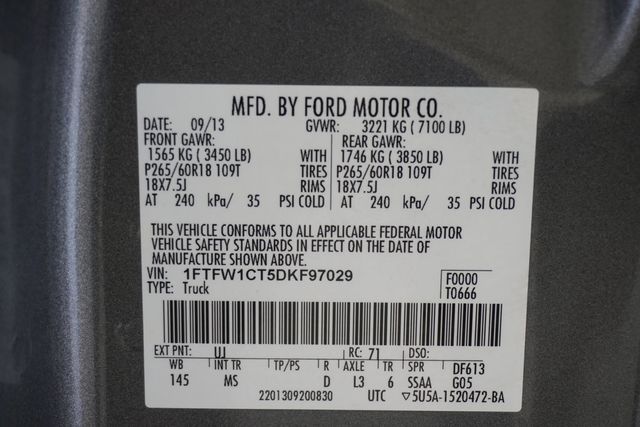 MFD. BY FORD MOTOR CO.
DATE: 09/13 GVWR: 3221 KG ( 7100 LB)
FRONT GAWR: REAR GAWR:
1565 KG ( 3450 LB) WITH 1746 KG ( 3850 LB) WITH
P265/60R18 109T TIRES P265/60R18 109T TIRES
18X7.5J RIMS 18X7.5J RIMS
AT 240 kPa/ 35 PSI COLD AT 240 kPa/ 35 PSI COLD
THIS VEHICLE CONFORMS TO ALL APPLICABLE FEDERAL MOTOR
VEHICLE SAFETY STANDARDS IN EFFECT ON THE DATE OF
MANUFACTURE SHOWN ABOVE.
VIN: 1FTFW1CT5DKF97029 F0000
TYPE: Truck T0666
EXT PNT: UJ RC: 71 DSO:
WB INT TR TP/PS R AXLE TR SPR DF613
145 MS D L3 6 SSAA G05
2201309200830 UTC ▽5U5A-1520472-BA